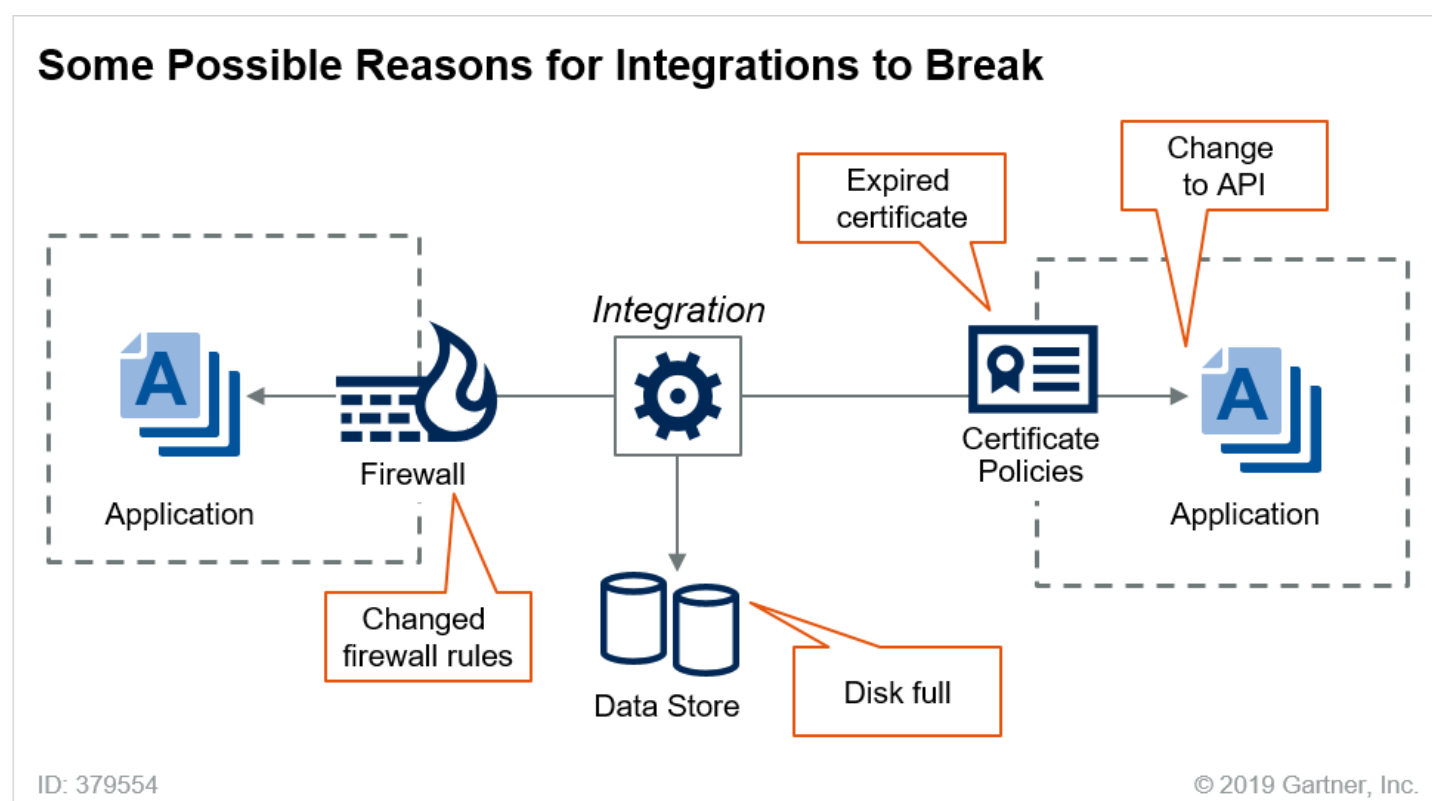 Some Possible Reasons for Integrations to Break
Change
to API
Expired
certificate
Integration
A
A
Certificate
Policies
Firewall
Application
Application
Changed
firewall rules
Disk full
Data Store
ID: 379554
© 2019 Gartner, Inc.